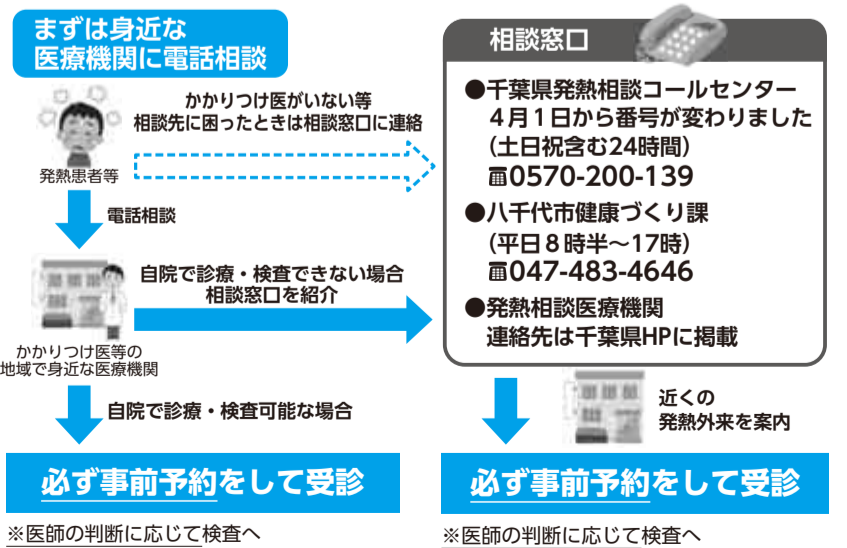 まずは身近な
医療機関に電話相談
かかりつけ医がいない等
相談先に困ったときは相談窓口に連絡
発熱患者等
電話相談
自院で診療・検査できない場合
相談窓口を紹介
かかりつけ医等の
地域で身近な医療機関
自院で診療・検査可能な場合
必ず事前予約をして受診
※医師の判断に応じて検査へ
相談窓口
●千葉県発熱相談コールセンター
４月１日から番号が変わりました
（土日祝含む24時間）
0570-200-139
●八千代市健康づくり課
（平日８時半～17時）
047-483-4646
●発熱相談医療機関
連絡先は千葉県HPに掲載
近くの
発熱外来を案内
必ず事前予約をして受診
※医師の判断に応じて検査へ